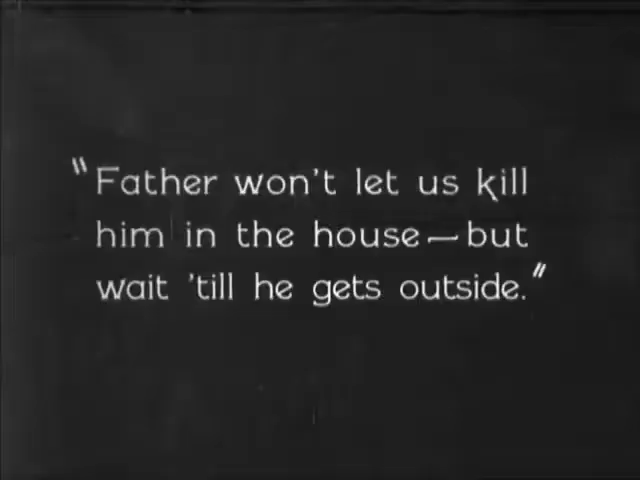 "Father won't let us kill
him in the house—but
wait 'till he gets outside."